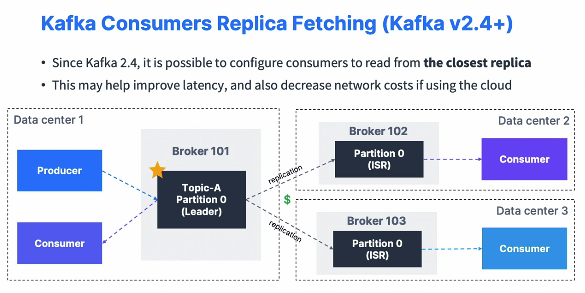 Kafka Consumers Replica Fetching (Kafka v2.4+)
• Since Kafka 2.4, it is possible to configure consumers to read from the closest replica
• This may help improve latency, and also decrease network costs if using the cloud
Data center 1
Producer
Consumer
Broker 101
Topic-A
Partition 0
(Leader)
replication
$
replication
Data center 2
Broker 102
Partition 0
(ISR)
Consumer
Data center 3
Broker 103
Partition 0
(ISR)
Consumer